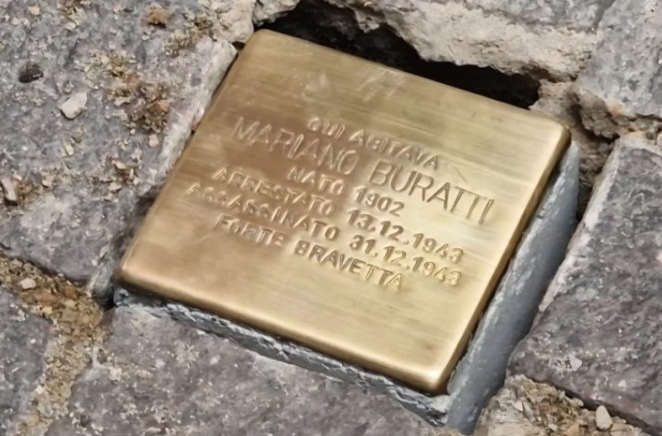 QUI ABITAVA
MARIANO BURATTI
NATO 1902
ARRESTATO 13.12.1943
ASSASSINATO 31.12.1943
FORTE BRAVETTA